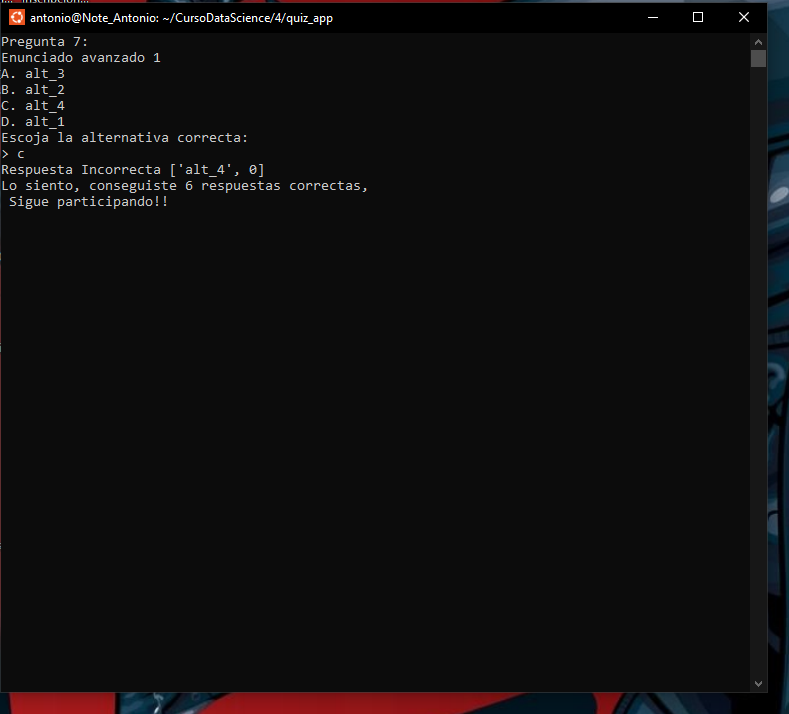 antonio@Note_Antonio: ~/CursoDataScience/4/quiz_app
Pregunta 7:
Enunciado avanzado 1
A. alt_3
B. alt_2
C. alt_4
D. alt_1
Escoja la alternativa correcta:
> c
Respuesta Incorrecta ['alt_4', 0]
Lo siento, conseguiste 6 respuestas correctas,
Sigue participando!!